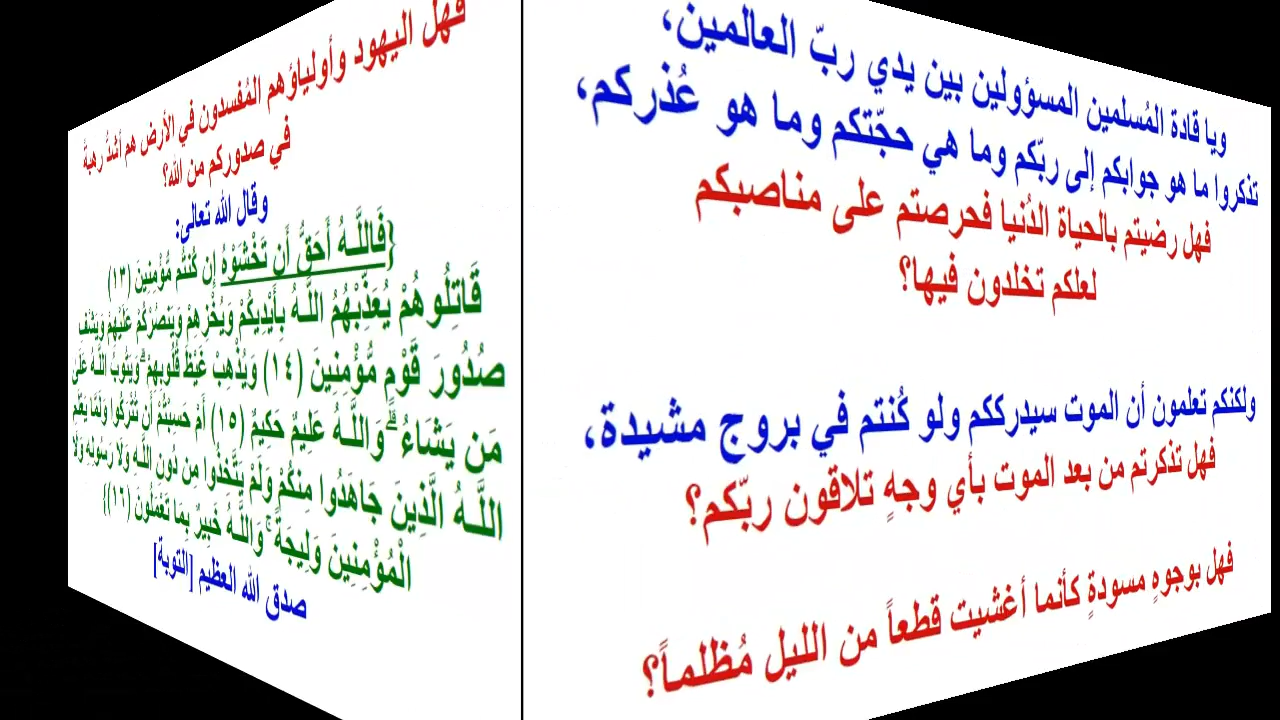 ويا قادة المُسلمين المسؤولين بين يدي ربّ العالمين،
تذكروا ما هو جوابكم إلى ربّكم وما هي حجّتكم وما هو عُذركم،
فهل رضيتم بالحياة الدُنيا فحرصتم على مناصبكم
لعلكم تخلدون فيها؟
ولكنكم تعلمون أن الموت سيدرككم ولو كُنتم في بروج مشيدة،
فهل تذكرتم من بعد الموت بأي وجهٍ تلاقون ربّكم؟
فهل بوجوهٍ مسودةٍ كأنما أغشيت قطعاً من الليل مُظلماً؟
فهل اليهود وأولياؤهم المُفسدون في الأرض هم أشدُّ رهبةً
في صدوركم من الله؟
وقال الله تعالى:
{فَاللَّـهُ أَحَقُّ أَن تَخْشَوْهُ إِن كُنتُم مُّؤْمِنِينَ (١٣)
قَاتِلُوهُمْ يُعَذِّبْهُمُ اللَّـهُ بِأَيْدِيكُمْ وَيُخْزِهِمْ وَيَنصُرْكُمْ عَلَيْهِمْ وَيَشْفِ
صُدُورَ قَوْمٍ مُّؤْمِنِينَ (١٤) وَيُذْهِبْ غَيْظَ قُلُوبِهِمْ ۗ وَيَتُوبُ اللَّـهُ عَلَىٰ
مَن يَشَاءُ ۗ وَاللَّـهُ عَلِيمٌ حَكِيمٌ (١٥) أَمْ حَسِبْتُمْ أَن تُتْرَكُوا وَلَمَّا يَعْلَمِ
اللَّـهُ الَّذِينَ جَاهَدُوا مِنكُمْ وَلَمْ يَتَّخِذُوا مِن دُونِ اللَّـهِ وَلَا رَسُولِهِ وَلَا
الْمُؤْمِنِينَ وَلِيجَةً ۚ وَاللَّـهُ خَبِيرٌ بِمَا تَعْمَلُونَ (١٦)}
صدق الله العظيم [التوبة]